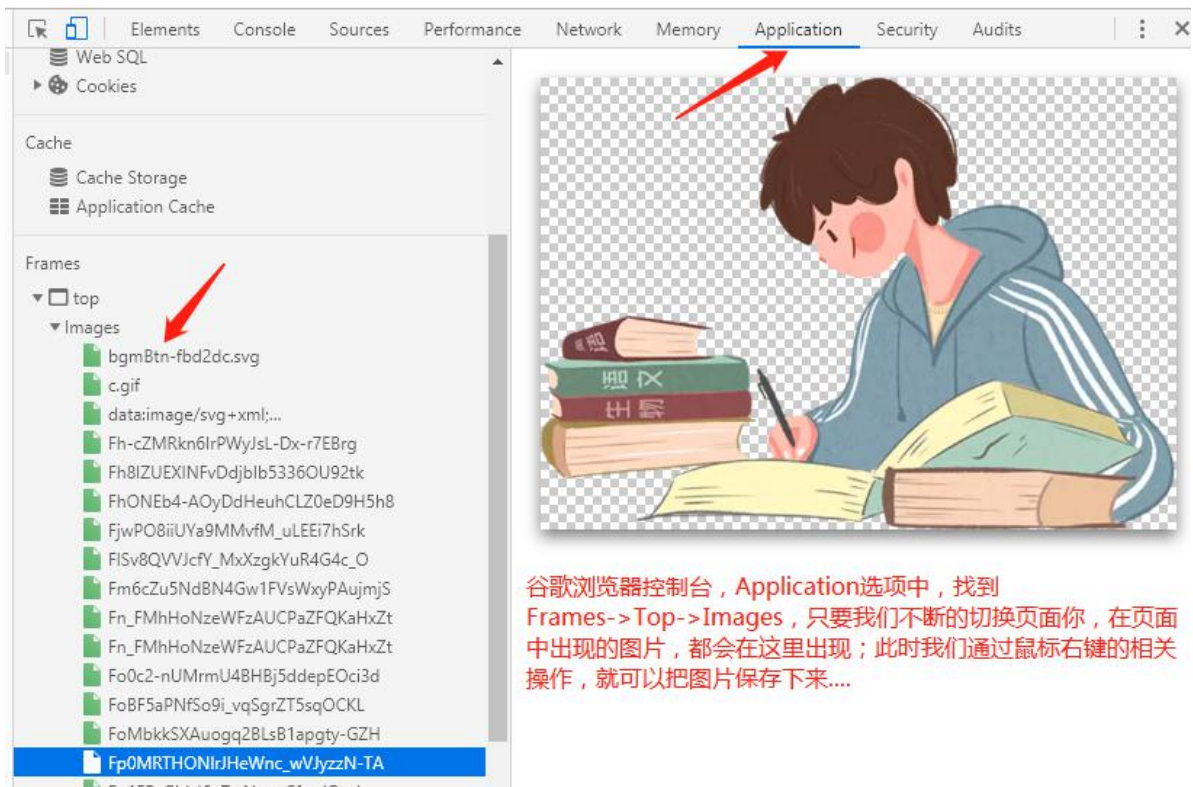 Elements Console Sources Performance Network Memory Application Security Audits
Web SQL
Cookies
Cache
Cache Storage
Application Cache
Frames
top
Images
bgmBtn-fbd2dc.svg
c.gif
data:image/svg+xml;...
Fh-cZMRkn6IrPWyJsL-Dx-r7EBrg
Fh8IZUEXINFvDdjbIb5336OU92tk
FhONEb4-AOyDdHeuhCLZ0eD9H5h8
FjwPO8iiUYa9MMvfM_uLEEi7hSrk
FlSv8QVVJcfY_MxXzgkYuR4G4c_O
Fm6cZu5NdBN4Gw1FVsWxyPAujmjS
Fn_FMhHoNzeWFzAUCPaZFQKaHxZt
Fn_FMhHoNzeWFzAUCPaZFQKaHxZt
Fo0c2-nUMrmU4BHBj5ddepEOci3d
FoBF5aPNfSo9i_vqSgrZT5sqOCKL
FoMbkkSXAuogq2BLsB1apgty-GZH
Fp0MRTHONIrJHeWnc_wVJyzzN-TA
英语
语文
生物
谷歌浏览器控制台，Application选项中，找到
Frames->Top->Images，只要我们不断的切换页面你，在页面
中出现的图片，都会在这里出现；此时我们通过鼠标右键的相关
操作，就可以把图片保存下来....